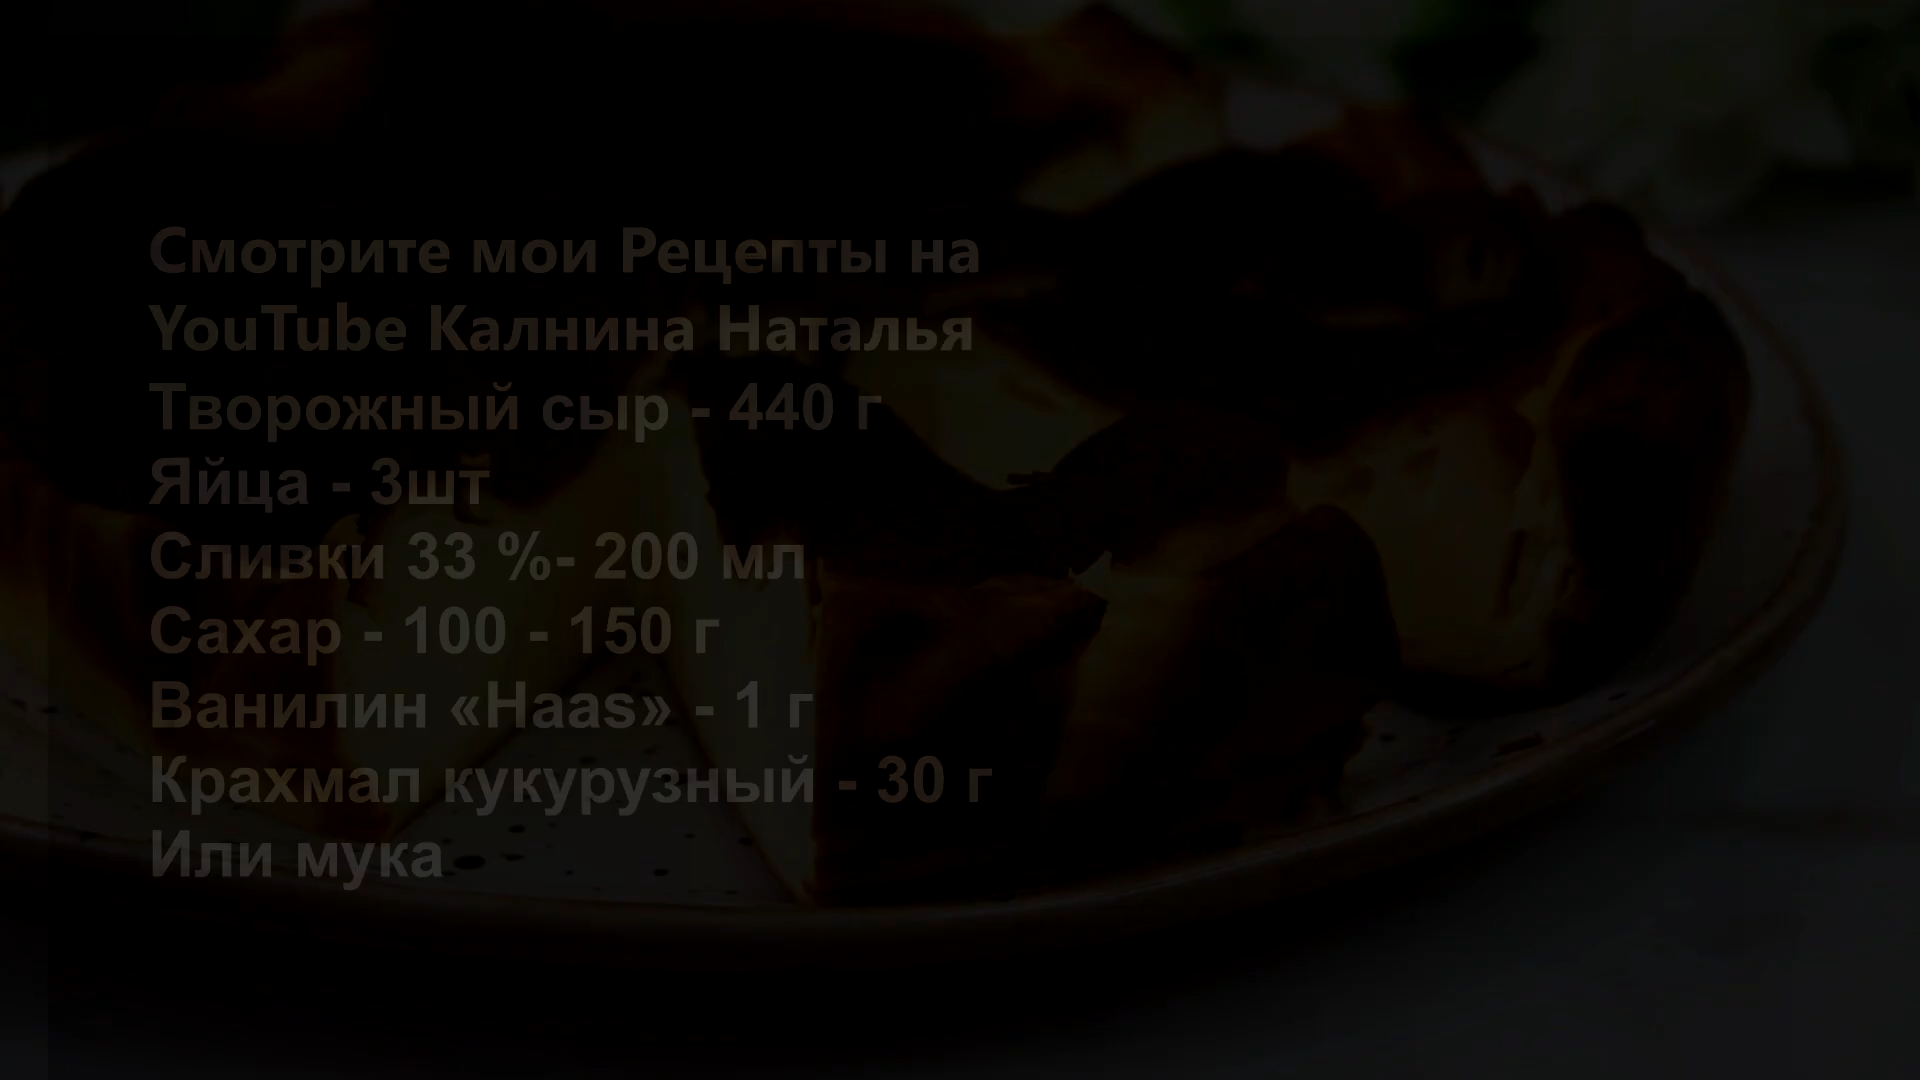 Смотрите мои Рецепты на
YouTube Калнина Наталья
Творожный сыр - 440 г
Яйца - 3шт
Сливки 33 %- 200 мл
Сахар - 100 - 150 г
Ванилин «Haas» - 1 г
Крахмал кукурузный - 30 г
Или мука